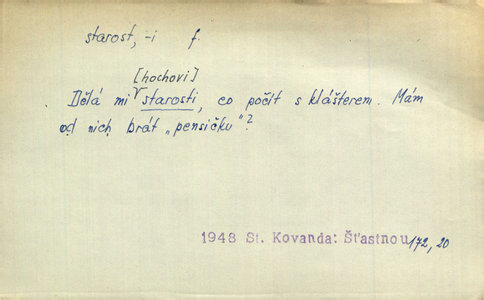 starost, -i f.
[hochovi]
Dělá mi starosti, co počít s klášterem. Mám
od nich brát „pensičku"?
1948 St. Kovanda: Šťastnou 172, 20